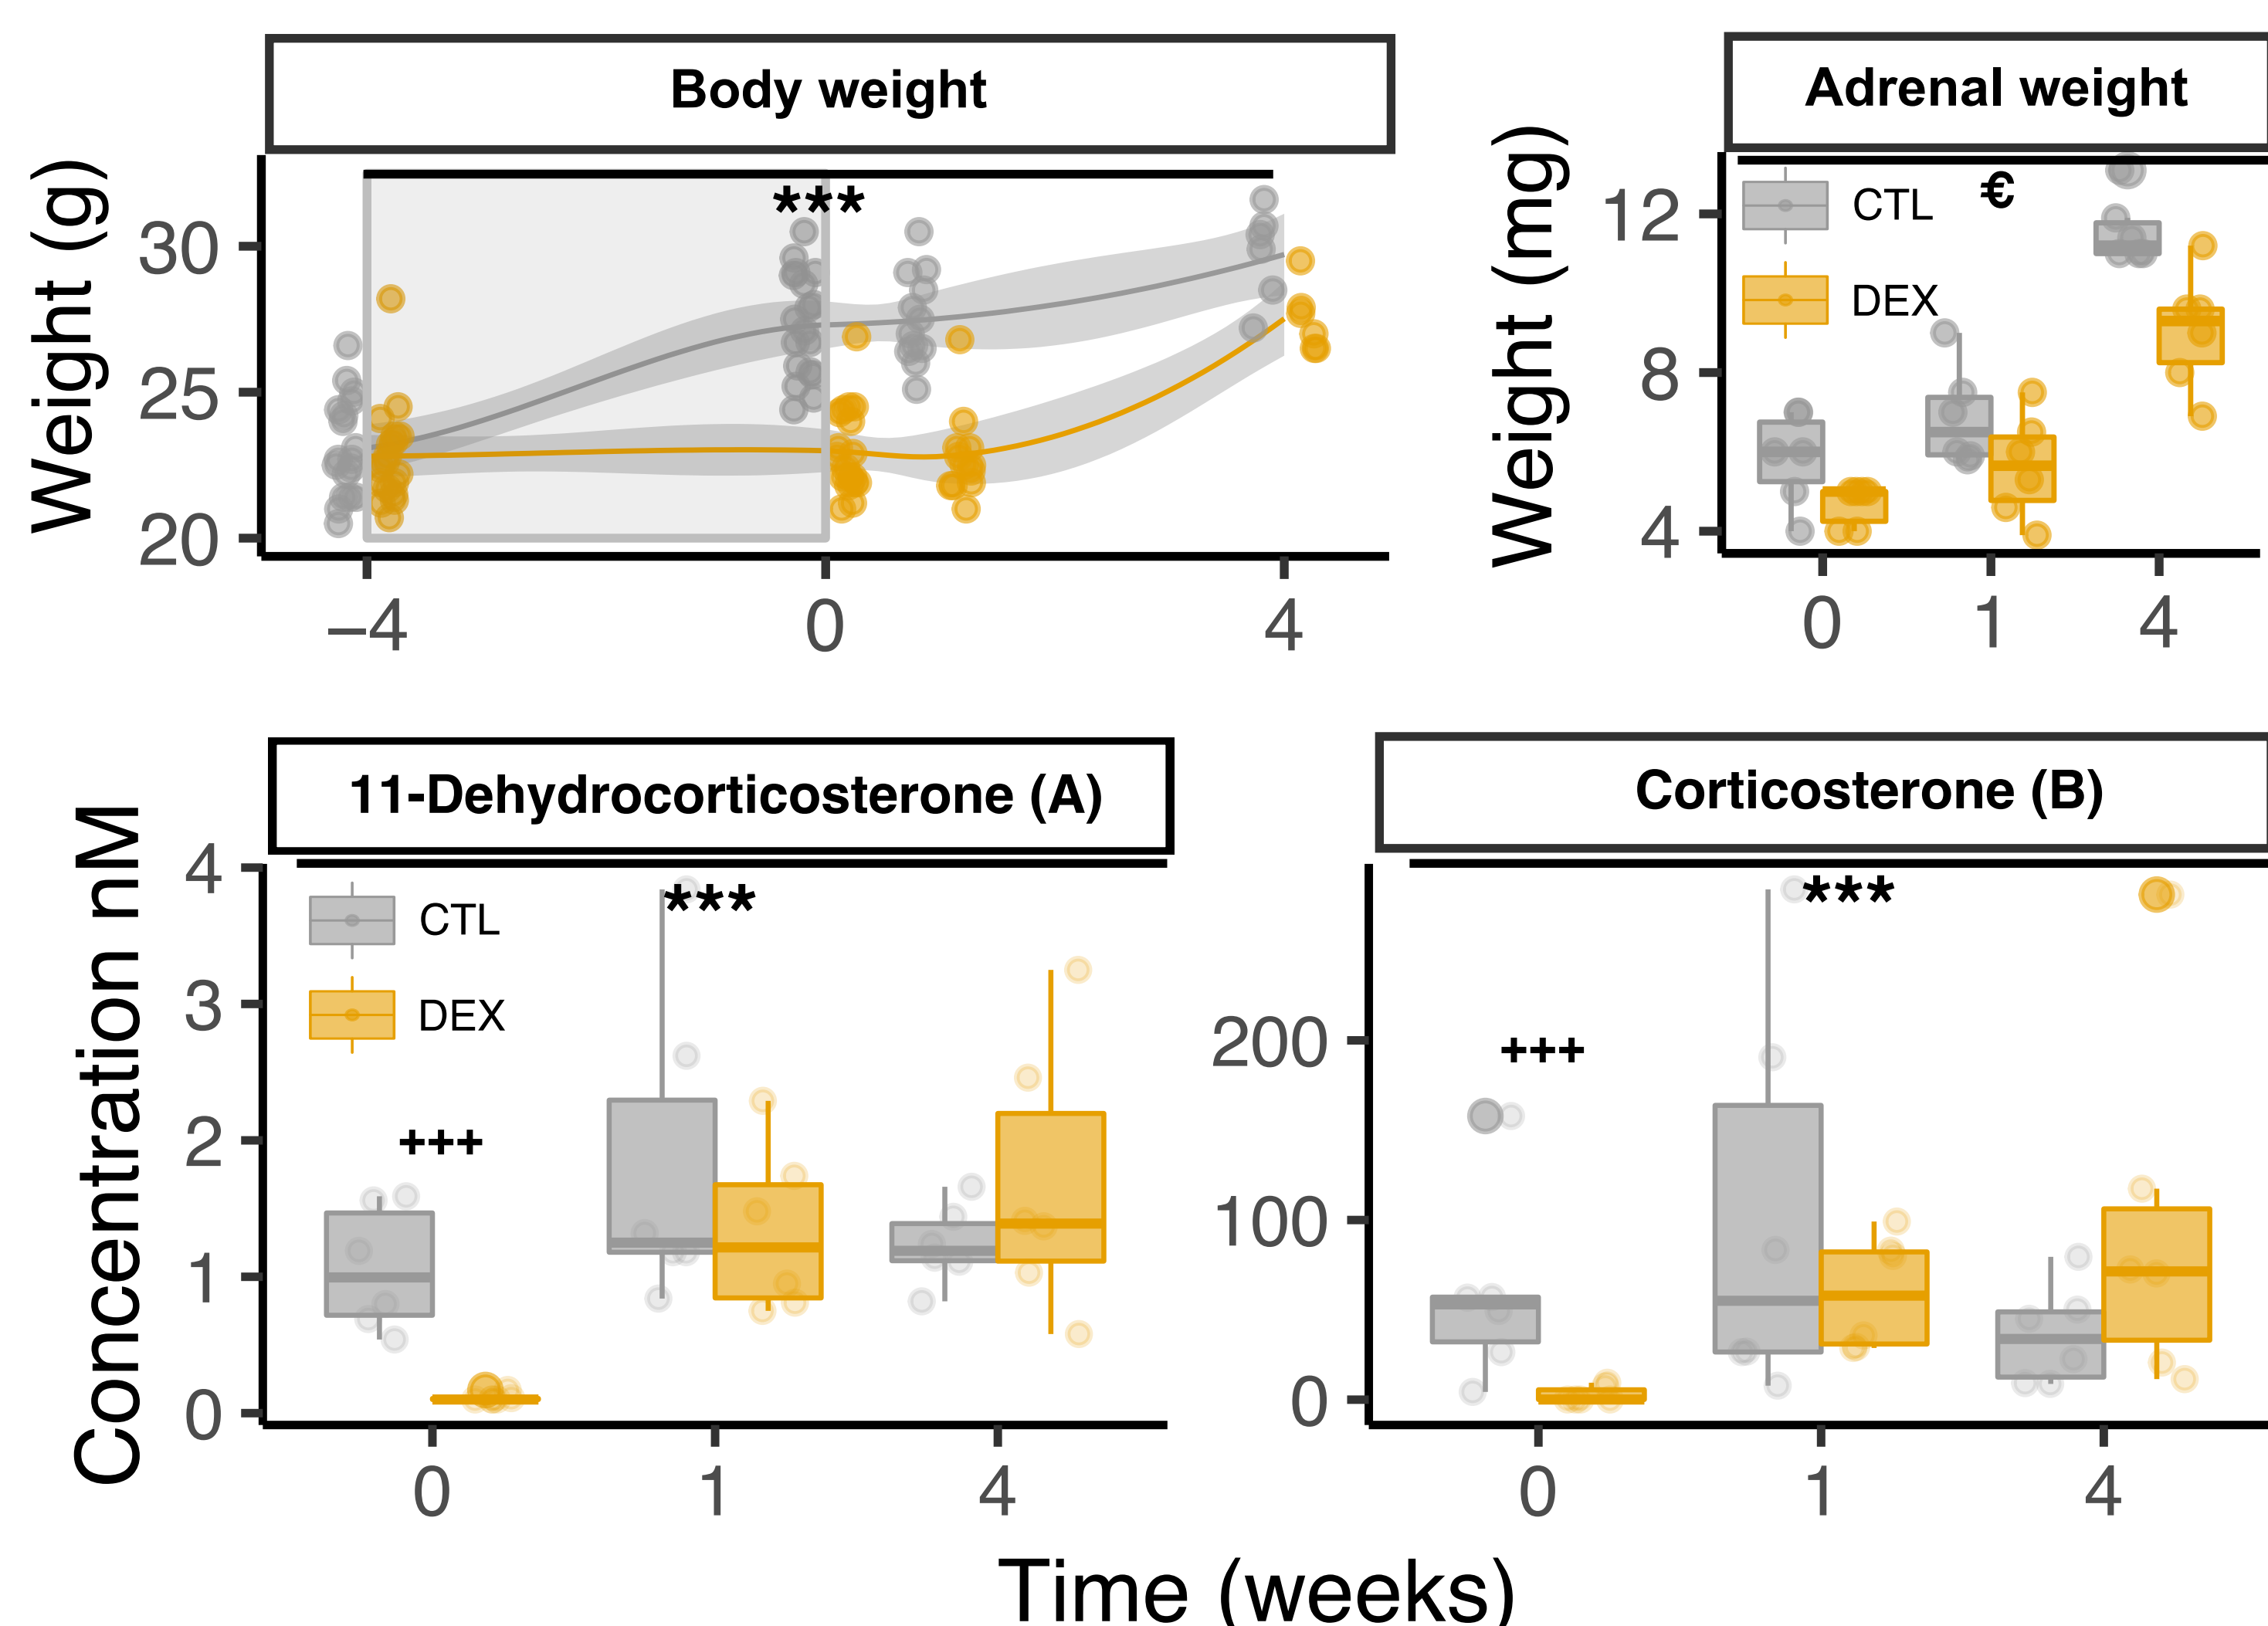 Body weight
Adrenal weight
Weight (g)
30
25
20
***
−4
0
4
Weight (mg)
12
8
4
CTL
DEX
€
0
1
4
11-Dehydrocorticosterone (A)
Corticosterone (B)
Concentration nM
4
3
2
1
0
CTL
DEX
+++
***
0
1
4
200
100
0
+++
***
0
1
4
Time (weeks)